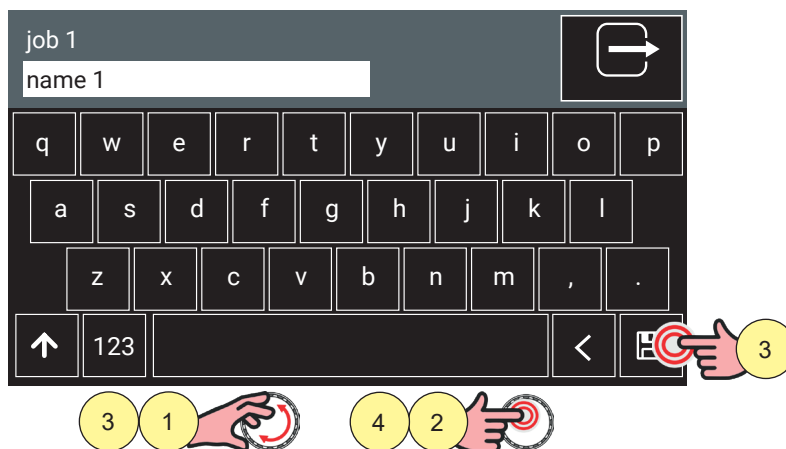 job 1
name 1
q w e r t y u i o p
a s d f g h j k l
z x c v b n m , .
123 <
3
3 1 4 2